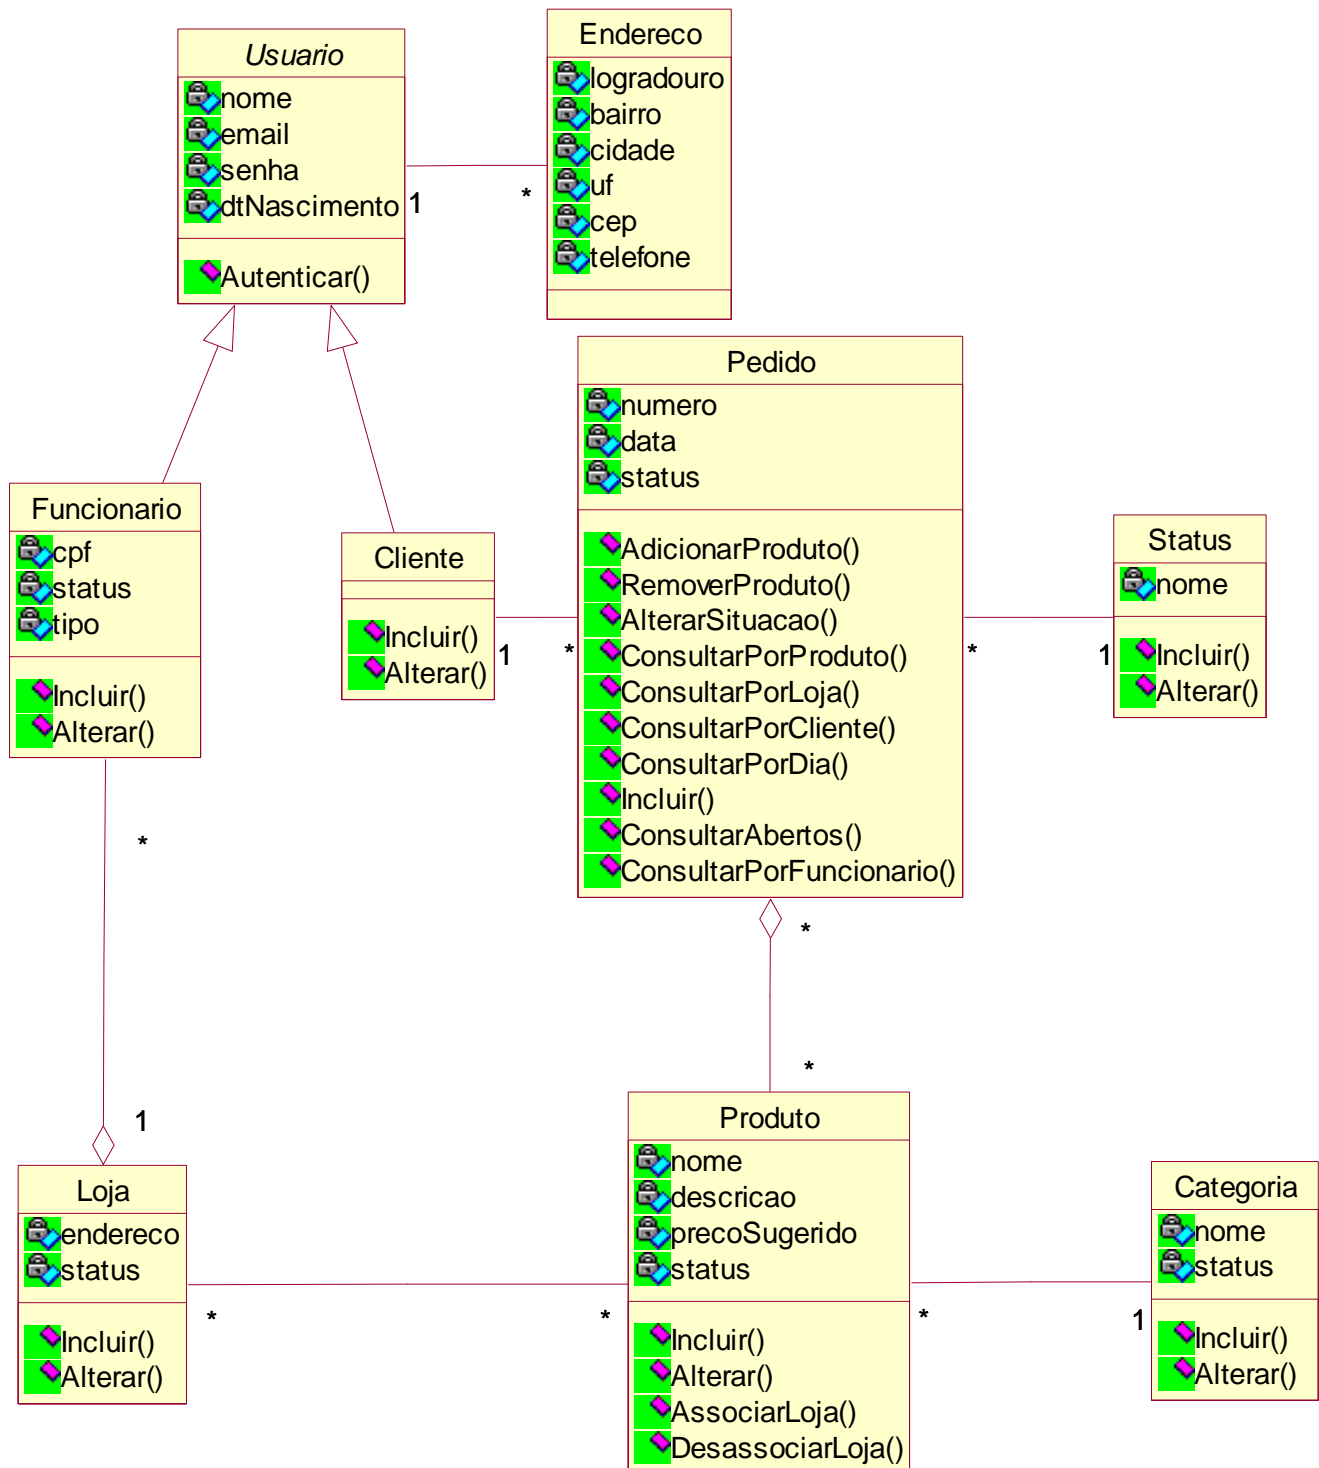 Usuario
nome
email
senha
dtNascimento
Autenticar()
1
*
Endereco
logradouro
bairro
cidade
uf
cep
telefone
Pedido
numero
data
status
AdicionarProduto()
RemoverProduto()
AlterarSituacao()
ConsultarPorProduto()
ConsultarPorLoja()
ConsultarPorCliente()
ConsultarPorDia()
Incluir()
ConsultarAbertos()
ConsultarPorFuncionario()
Funcionario
cpf
status
tipo
Incluir()
Alterar()
Cliente
Incluir()
Alterar()
1
*
*
1
Status
nome
Incluir()
Alterar()
*
1
*
*
Loja
endereco
status
Incluir()
Alterar()
*
*
Produto
nome
descricao
precoSugerido
status
Incluir()
Alterar()
AssociarLoja()
DesassociarLoja()
*
1
Categoria
nome
status
Incluir()
Alterar()